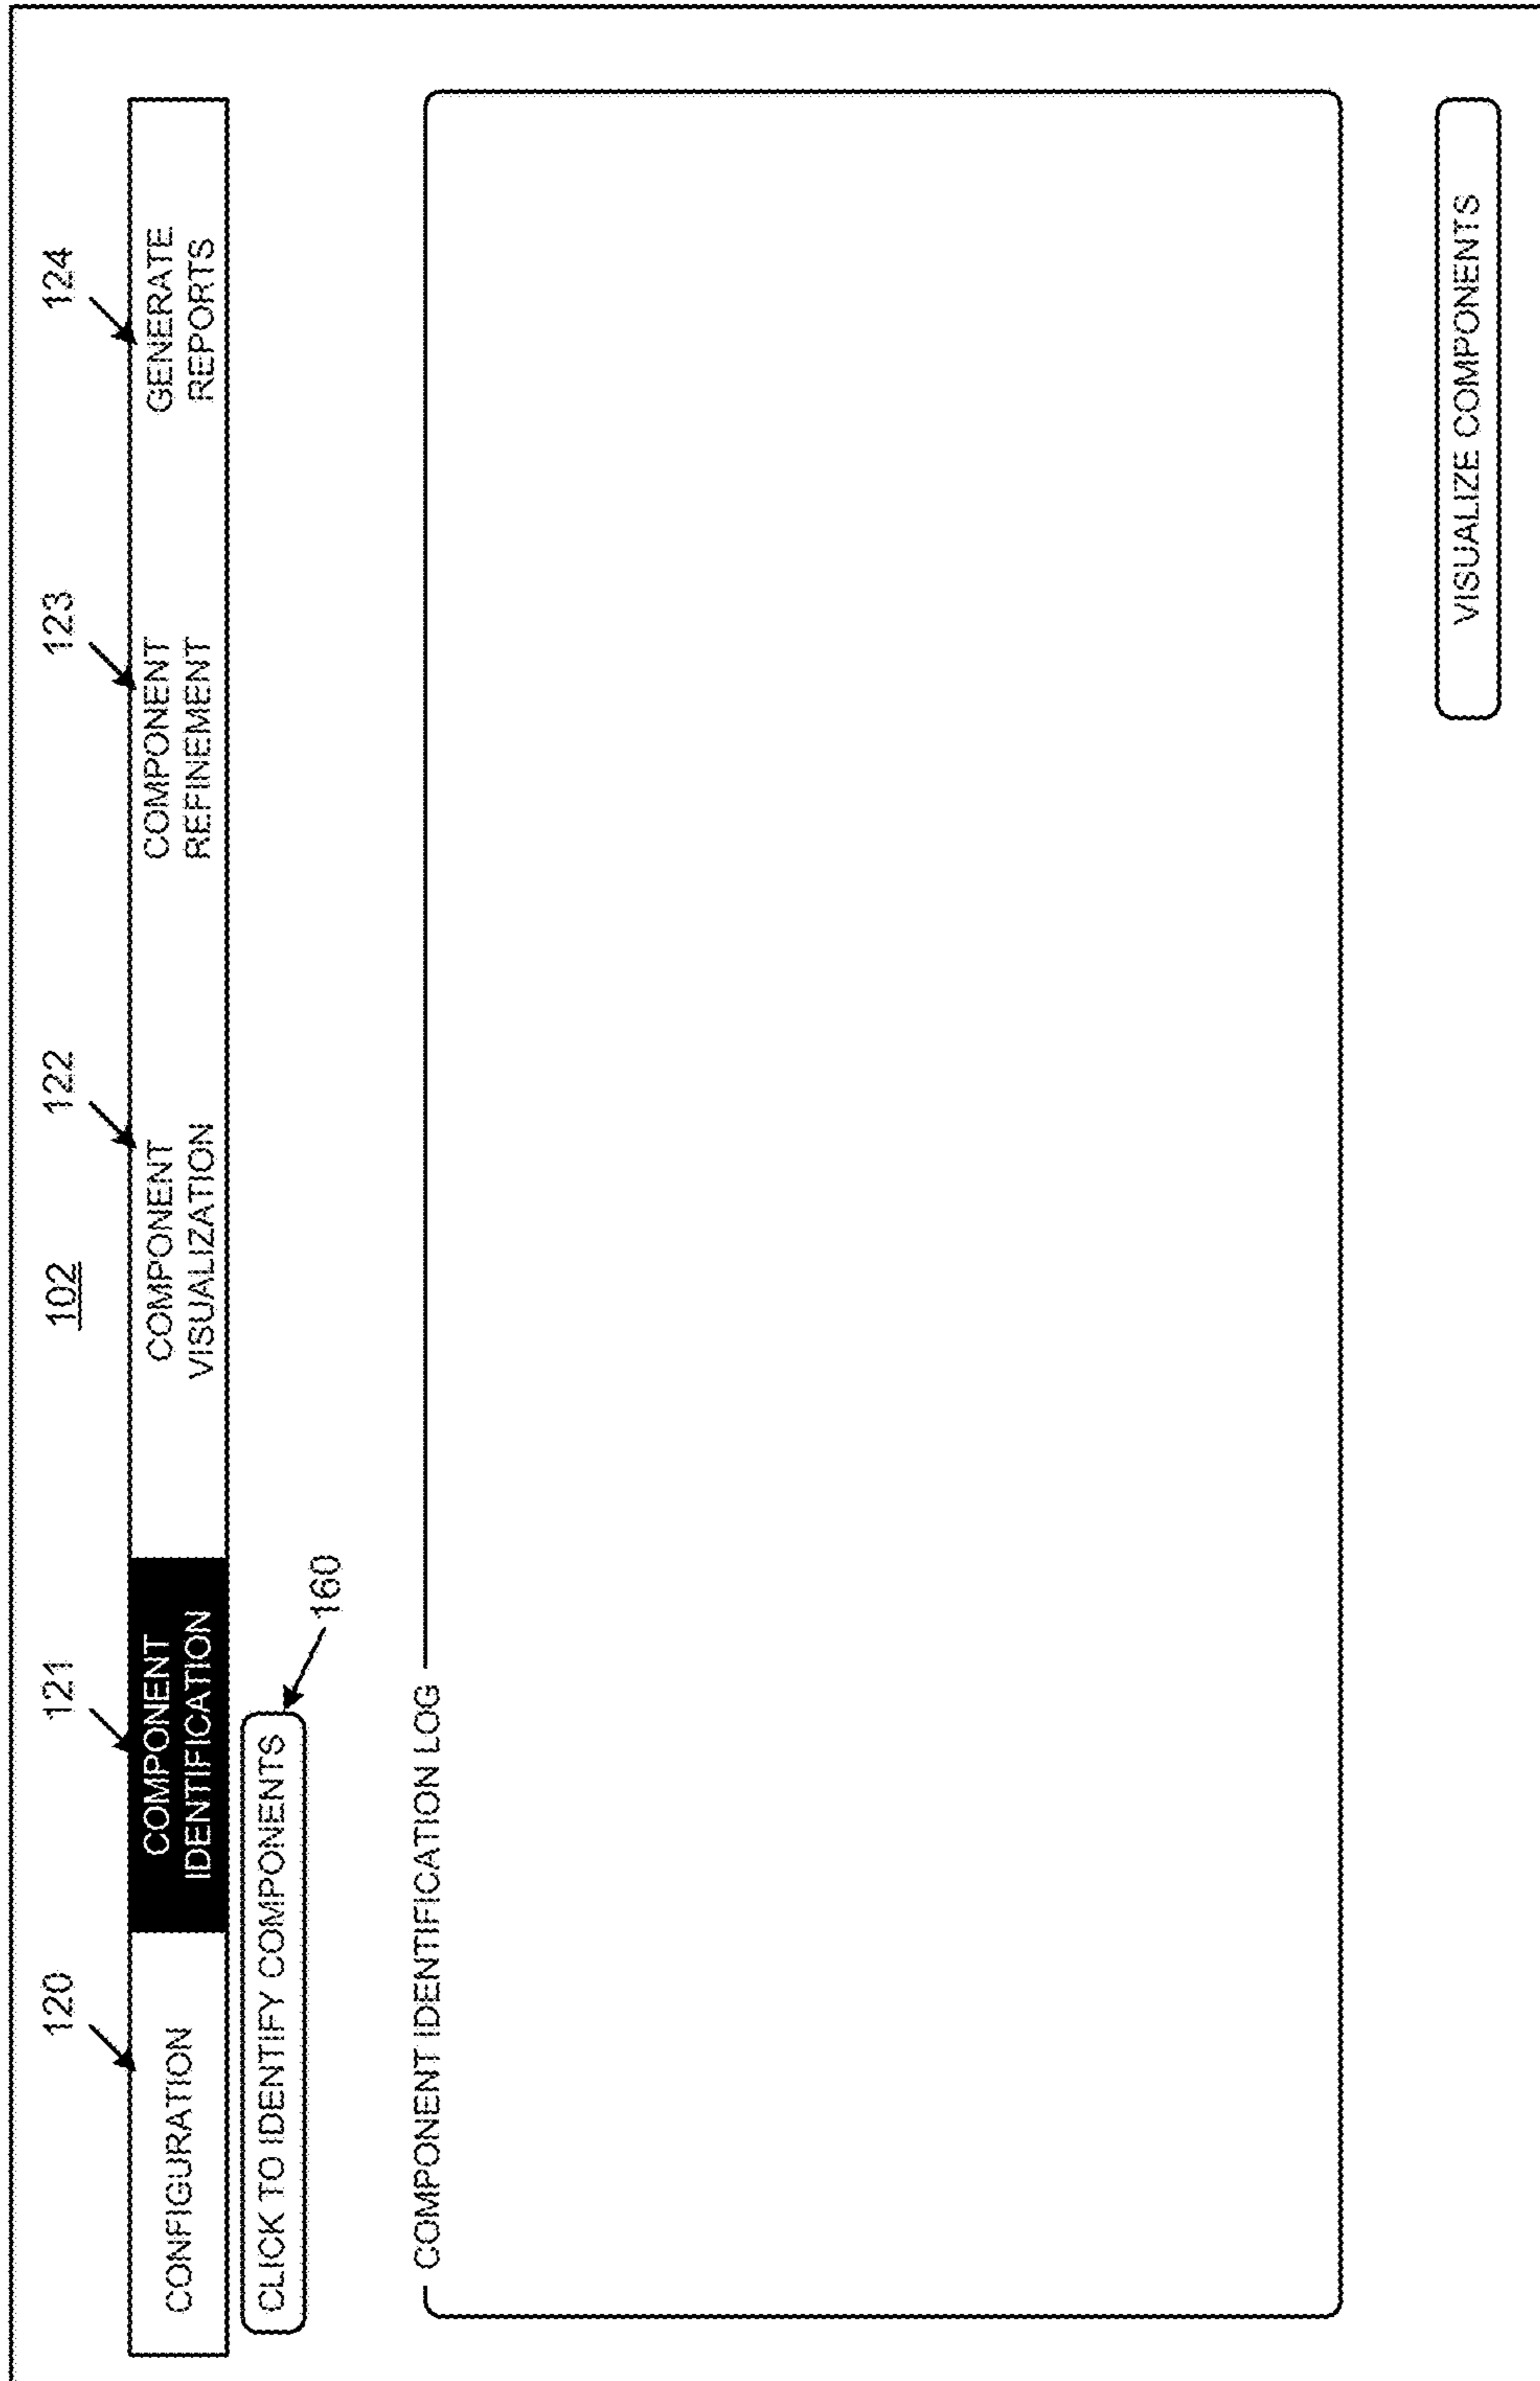 102
120
121
122
123
124
CONFIGURATION
COMPONENT
IDENTIFICATION
COMPONENT
VISUALIZATION
COMPONENT
REFINEMENT
GENERATE
REPORTS
CLICK TO IDENTIFY COMPONENTS
160
COMPONENT IDENTIFICATION LOG
VISUALIZE COMPONENTS